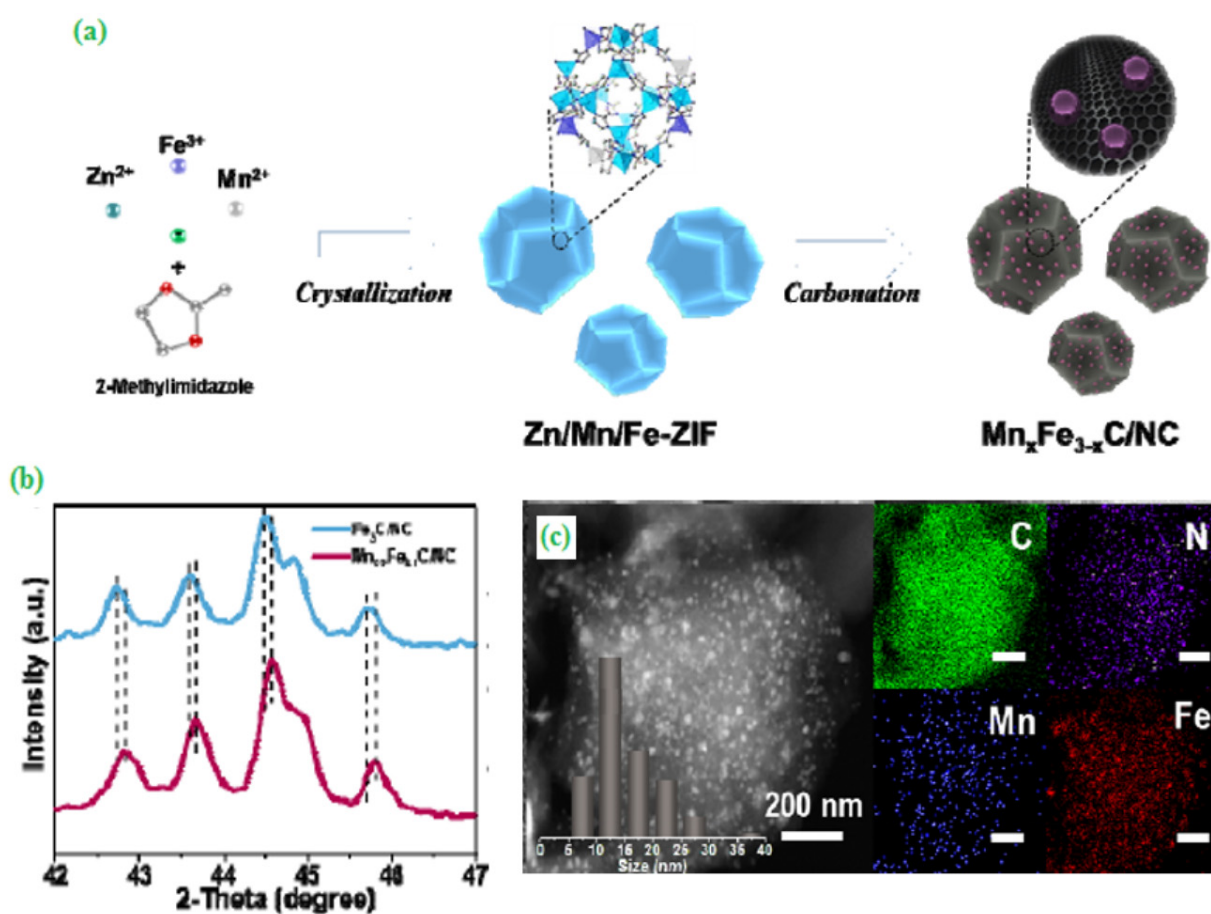 (a)
Fe³⁺
Zn²⁺
Mn²⁺
+
2-Methylimidazole
Crystallization
Carbonation
Zn/Mn/Fe-ZIF
MnₓFe₃₋ₓC/NC
(b)
Fe₃C/NC
Intensity (a.u.)
42 43 44 45 46 47
2-Theta (degree)
(c)
C
N
Mn
Fe
200 nm
0 5 10 15 20 25 30 35 40
Size (nm)